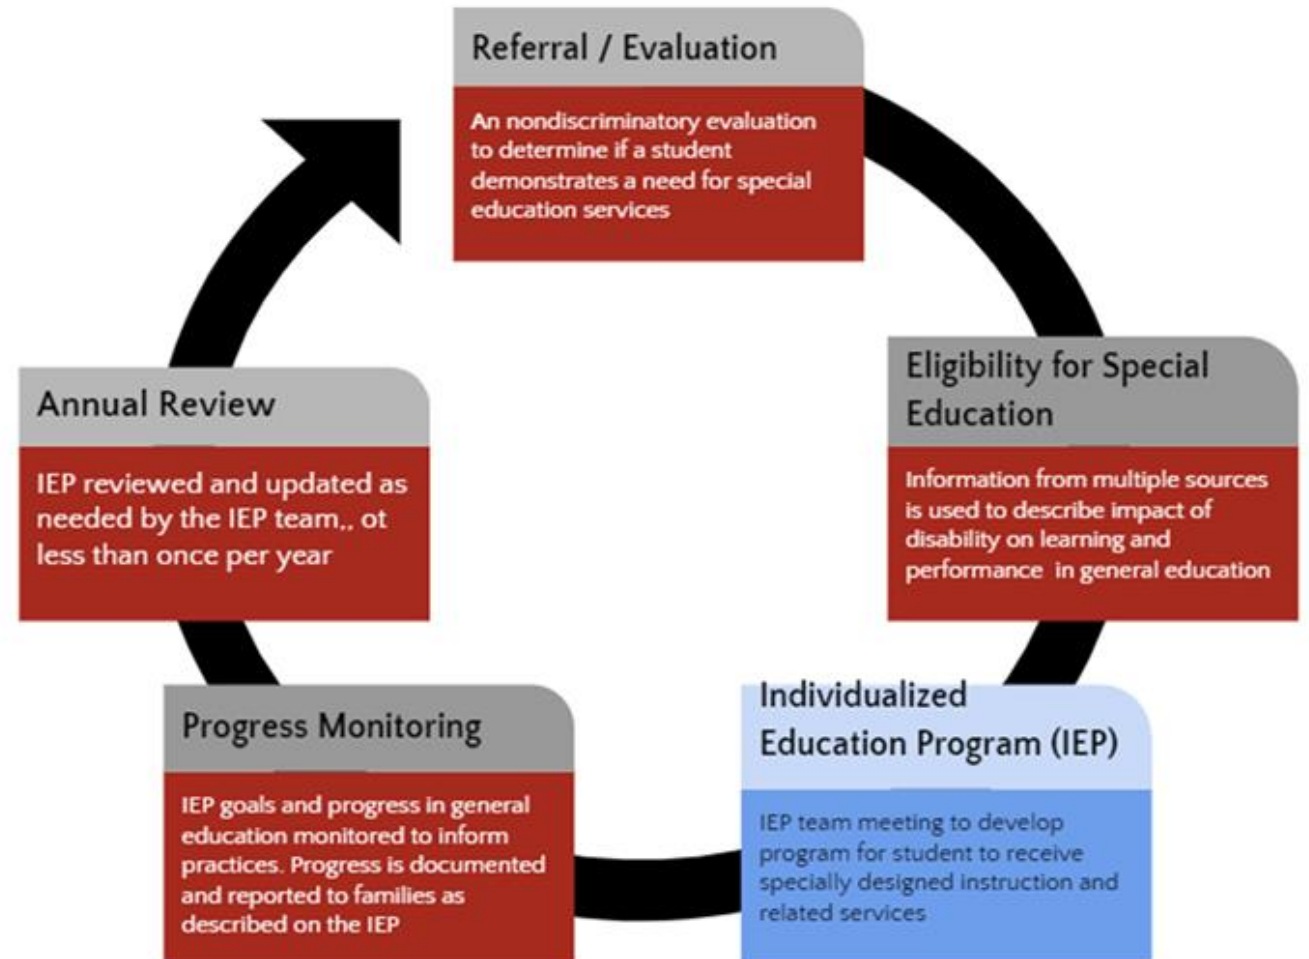 Referral / Evaluation
An nondiscriminatory evaluation
to determine if a student
demonstrates a need for special
education services
Eligibility for Special
Education
Information from multiple sources
is used to describe impact of
disability on learning and
performance in general education
Individualized
Education Program (IEP)
IEP team meeting to develop
program for student to receive
specially designed instruction and
related services
Progress Monitoring
IEP goals and progress in general
education monitored to inform
practices. Progress is documented
and reported to families as
described on the IEP
Annual Review
IEP reviewed and updated as
needed by the IEP team,, ot
less than once per year